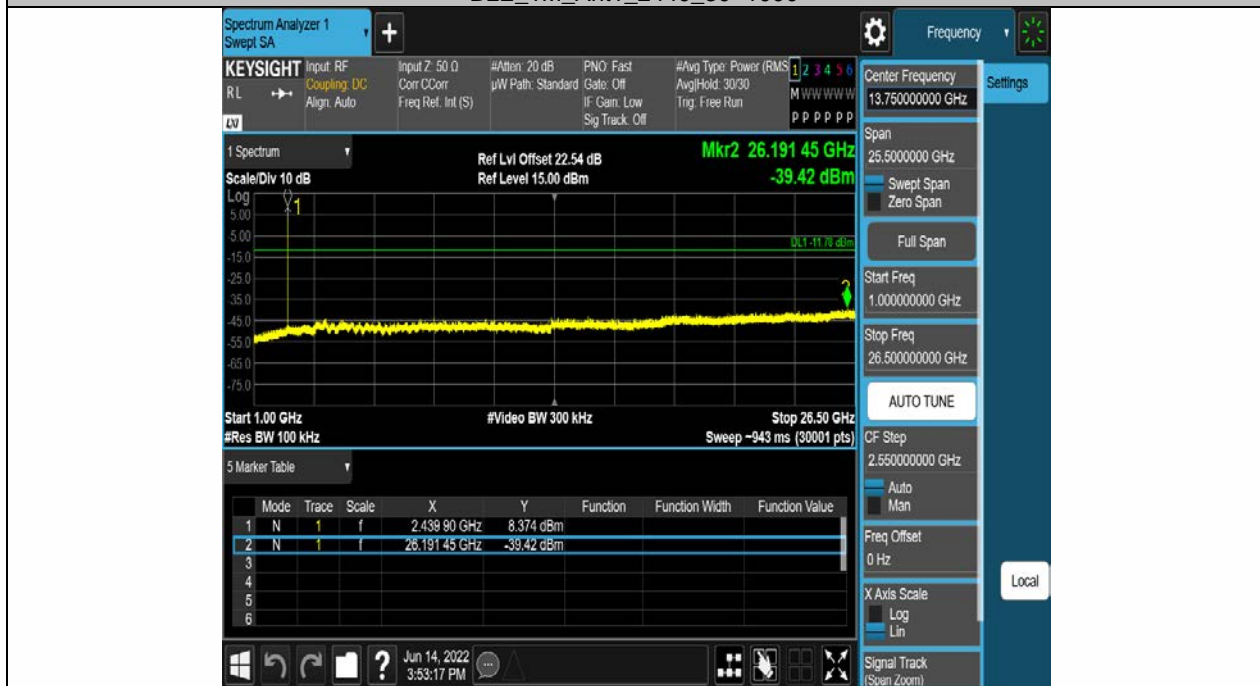 Spectrum Analyzer 1
Swept SA
+
Frequency
KEYSIGHT
RL
LXI
Input: RF
Coupling: DC
Align: Auto
Input Z: 50 Ω
Corr CCorr
Freq Ref: Int (S)
#Atten: 20 dB
µW Path: Standard
PNO: Fast
Gate: Off
IF Gain: Low
Sig Track: Off
#Avg Type: Power (RMS
Avg|Hold: 30/30
Trig: Free Run
1 2 3 4 5 6
M W W W W W
P P P P P P
1 Spectrum
Scale/Div 10 dB
Ref Lvl Offset 22.54 dB
Ref Level 15.00 dBm
Mkr2 26.191 45 GHz
-39.42 dBm
Log
1
5.00
-5.00
DL1 -11.78 dBm
-15.0
-25.0
2
-35.0
-45.0
-55.0
-65.0
-75.0
Start 1.00 GHz
#Video BW 300 kHz
Stop 26.50 GHz
#Res BW 100 kHz
Sweep ~943 ms (30001 pts)
5 Marker Table
Mode Trace Scale X Y Function Function Width Function Value
1 N 1 f 2.439 90 GHz 8.374 dBm
2 N 1 f 26.191 45 GHz -39.42 dBm
3
4
5
6
?
Jun 14, 2022
3:53:17 PM
Center Frequency
13.750000000 GHz
Settings
Span
25.5000000 GHz
Swept Span
Zero Span
Full Span
Start Freq
1.000000000 GHz
Stop Freq
26.500000000 GHz
AUTO TUNE
CF Step
2.550000000 GHz
Auto
Man
Freq Offset
0 Hz
X Axis Scale
Log
Lin
Local
Signal Track
(Span Zoom)